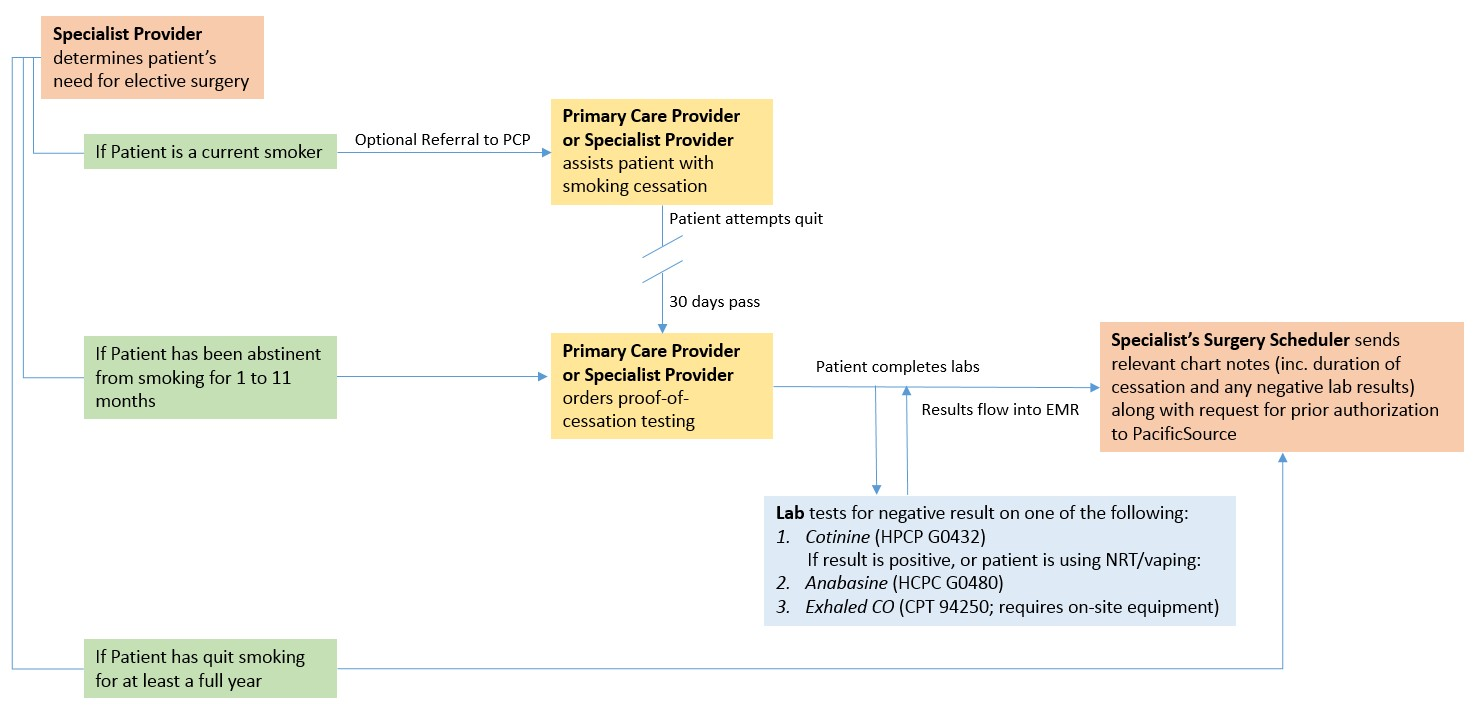 Specialist Provider
determines patient’s
need for elective surgery
If Patient is a current smoker
Optional Referral to PCP
Primary Care Provider
or Specialist Provider
assists patient with
smoking cessation
Patient attempts quit
30 days pass
If Patient has been abstinent
from smoking for 1 to 11
months
Primary Care Provider
or Specialist Provider
orders proof-of-
cessation testing
Patient completes labs
Results flow into EMR
Specialist’s Surgery Scheduler sends
relevant chart notes (inc. duration of
cessation and any negative lab results)
along with request for prior authorization
to PacificSource
Lab tests for negative result on one of the following:
1. Cotinine (HPCP G0432)
If result is positive, or patient is using NRT/vaping:
2. Anabasine (HCPC G0480)
3. Exhaled CO (CPT 94250; requires on-site equipment)
If Patient has quit smoking
for at least a full year